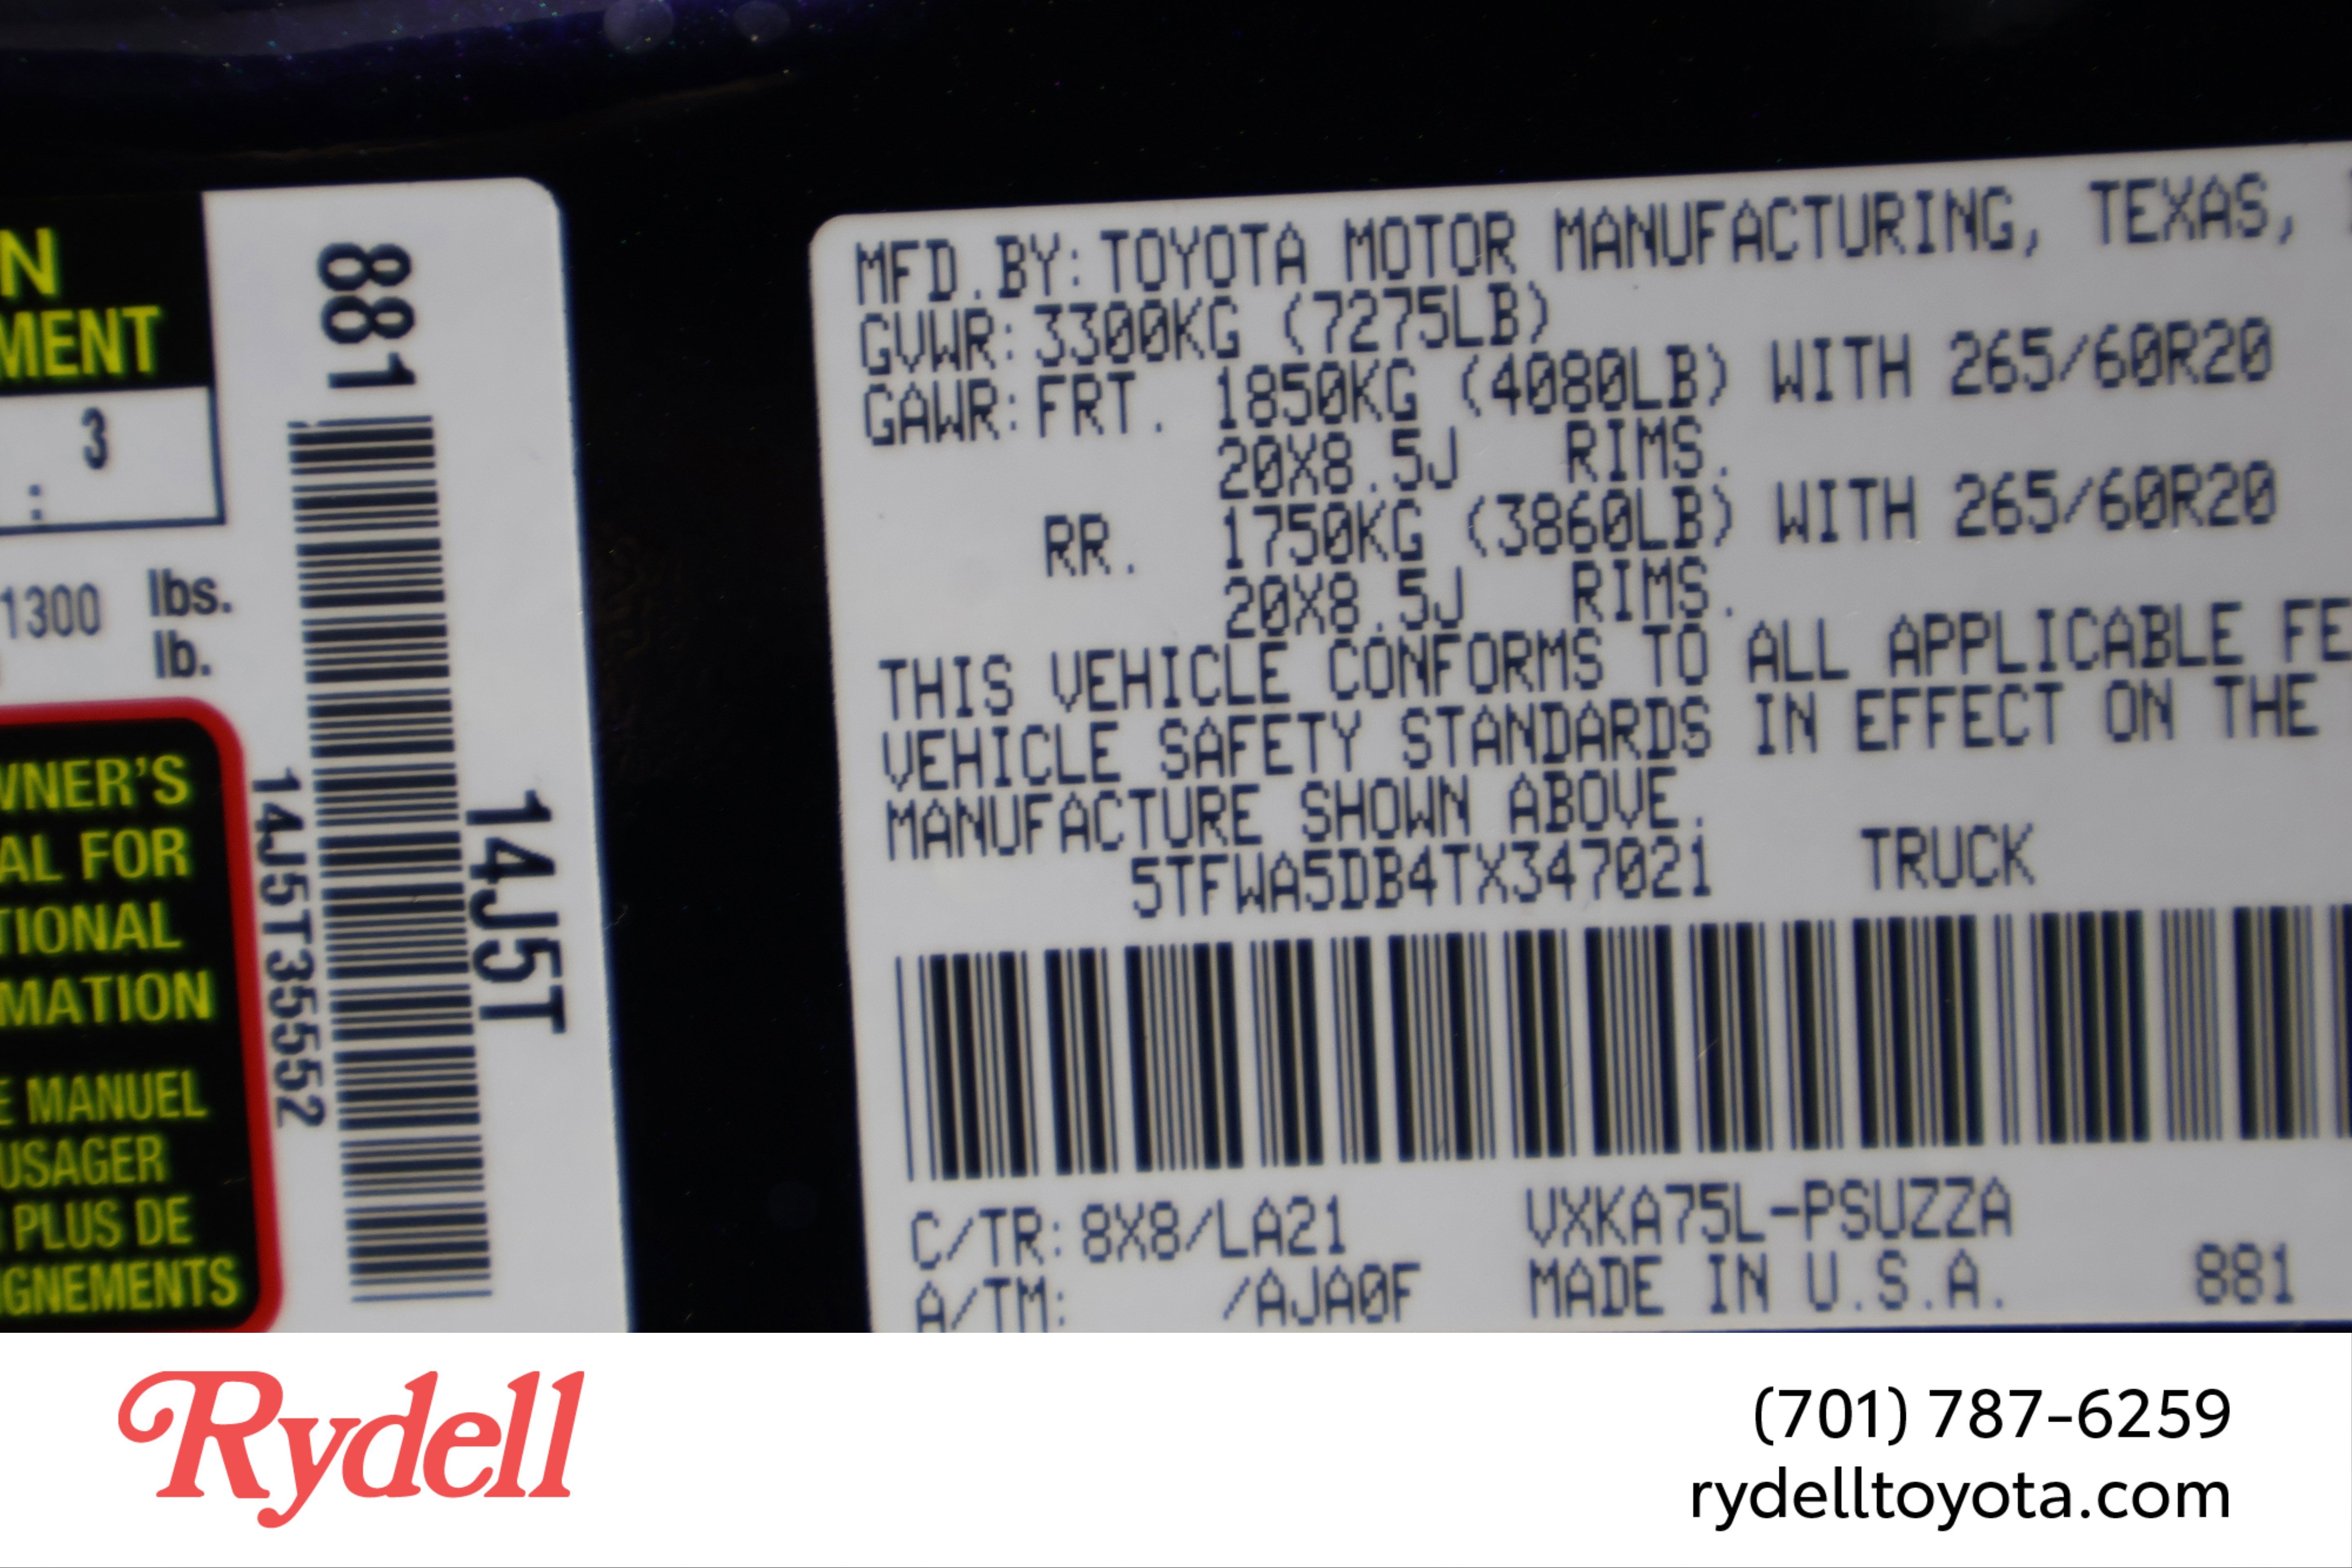 N
MENT
3
:
1300 lbs.
lb.
WNER'S
AL FOR
TIONAL
MATION
E MANUEL
USAGER
PLUS DE
IGNEMENTS
881
14J5T35552
14J5T
MFD.BY:TOYOTA MOTOR MANUFACTURING, TEXAS,
GVWR:3300KG (7275LB)
GAWR:FRT. 1850KG (4080LB) WITH 265/60R20
20X8.5J RIMS.
RR. 1750KG (3860LB) WITH 265/60R20
20X8.5J RIMS.
THIS VEHICLE CONFORMS TO ALL APPLICABLE FE
VEHICLE SAFETY STANDARDS IN EFFECT ON THE
MANUFACTURE SHOWN ABOVE.
5TFWA5DB4TX347021 TRUCK
C/TR:8X8/LA21 VXKA75L-PSUZZA
A/TM: /AJA0F MADE IN U.S.A. 881
Rydell
(701) 787-6259
rydelltoyota.com